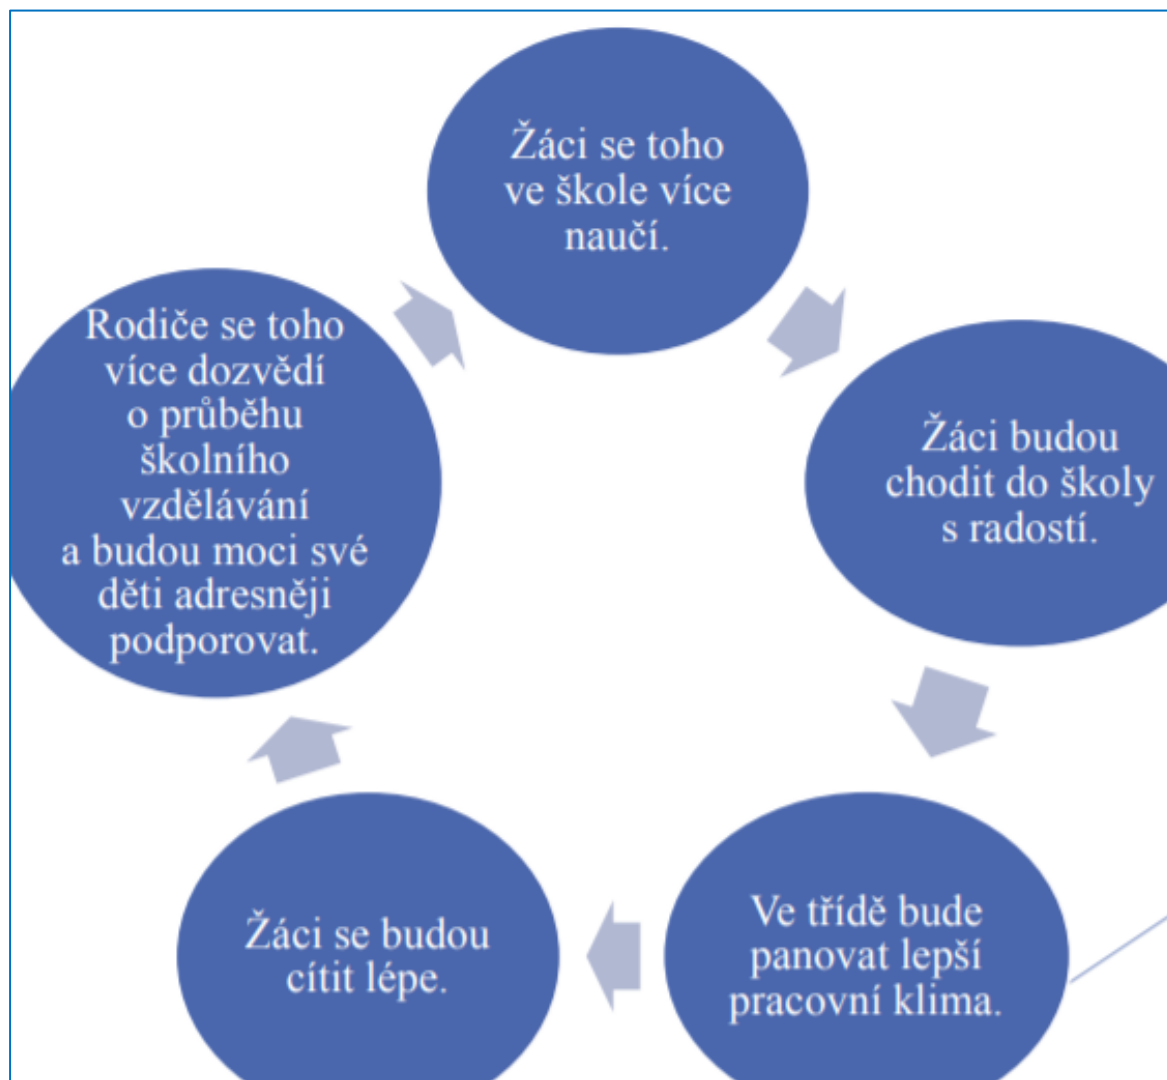 Žáci se toho
ve škole více
naučí.
Žáci budou
chodit do školy
s radostí.
Ve třídě bude
panovat lepší
pracovní klima.
Žáci se budou
cítit lépe.
Rodiče se toho
více dozvědí
o průběhu
školního
vzdělávání
a budou moci své
děti adresněji
podporovat.